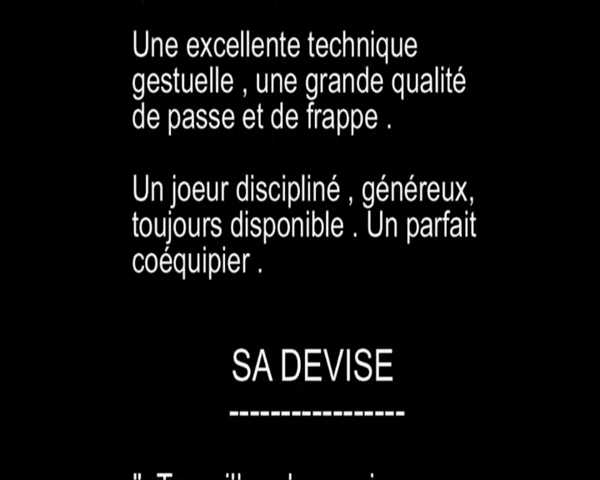 Une excellente technique
gestuelle , une grande qualité
de passe et de frappe .
Un joeur discipliné , généreux,
toujours disponible . Un parfait
coéquipier .
SA DEVISE
-----------------